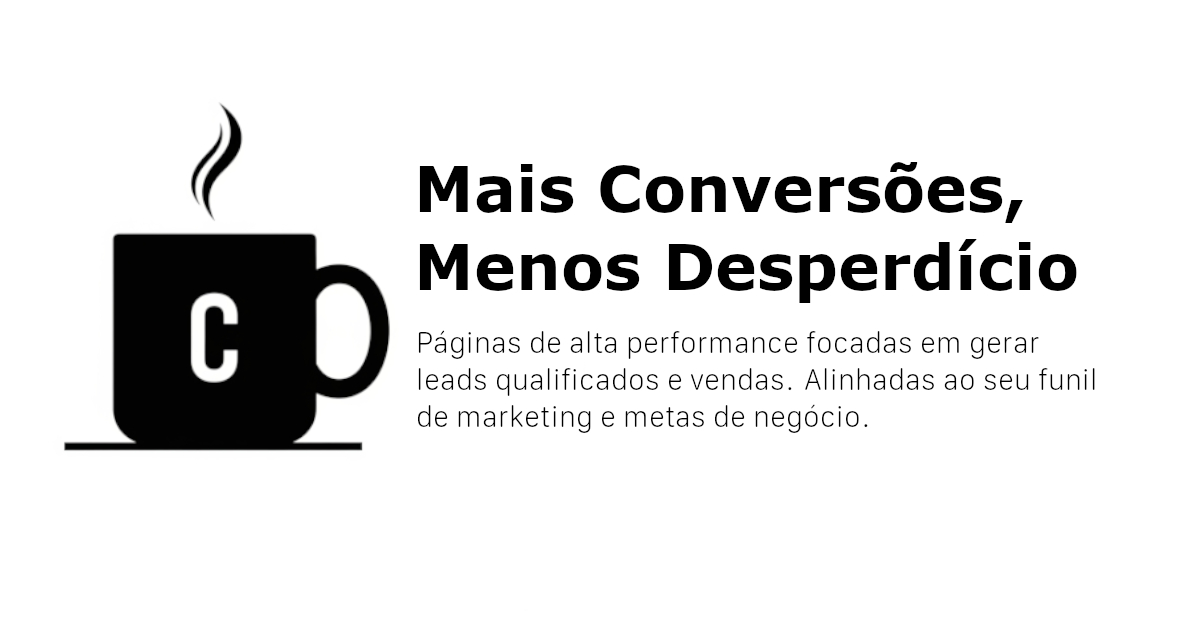 C
Mais Conversões,
Menos Desperdício
Páginas de alta performance focadas em gerar
leads qualificados e vendas. Alinhadas ao seu funil
de marketing e metas de negócio.